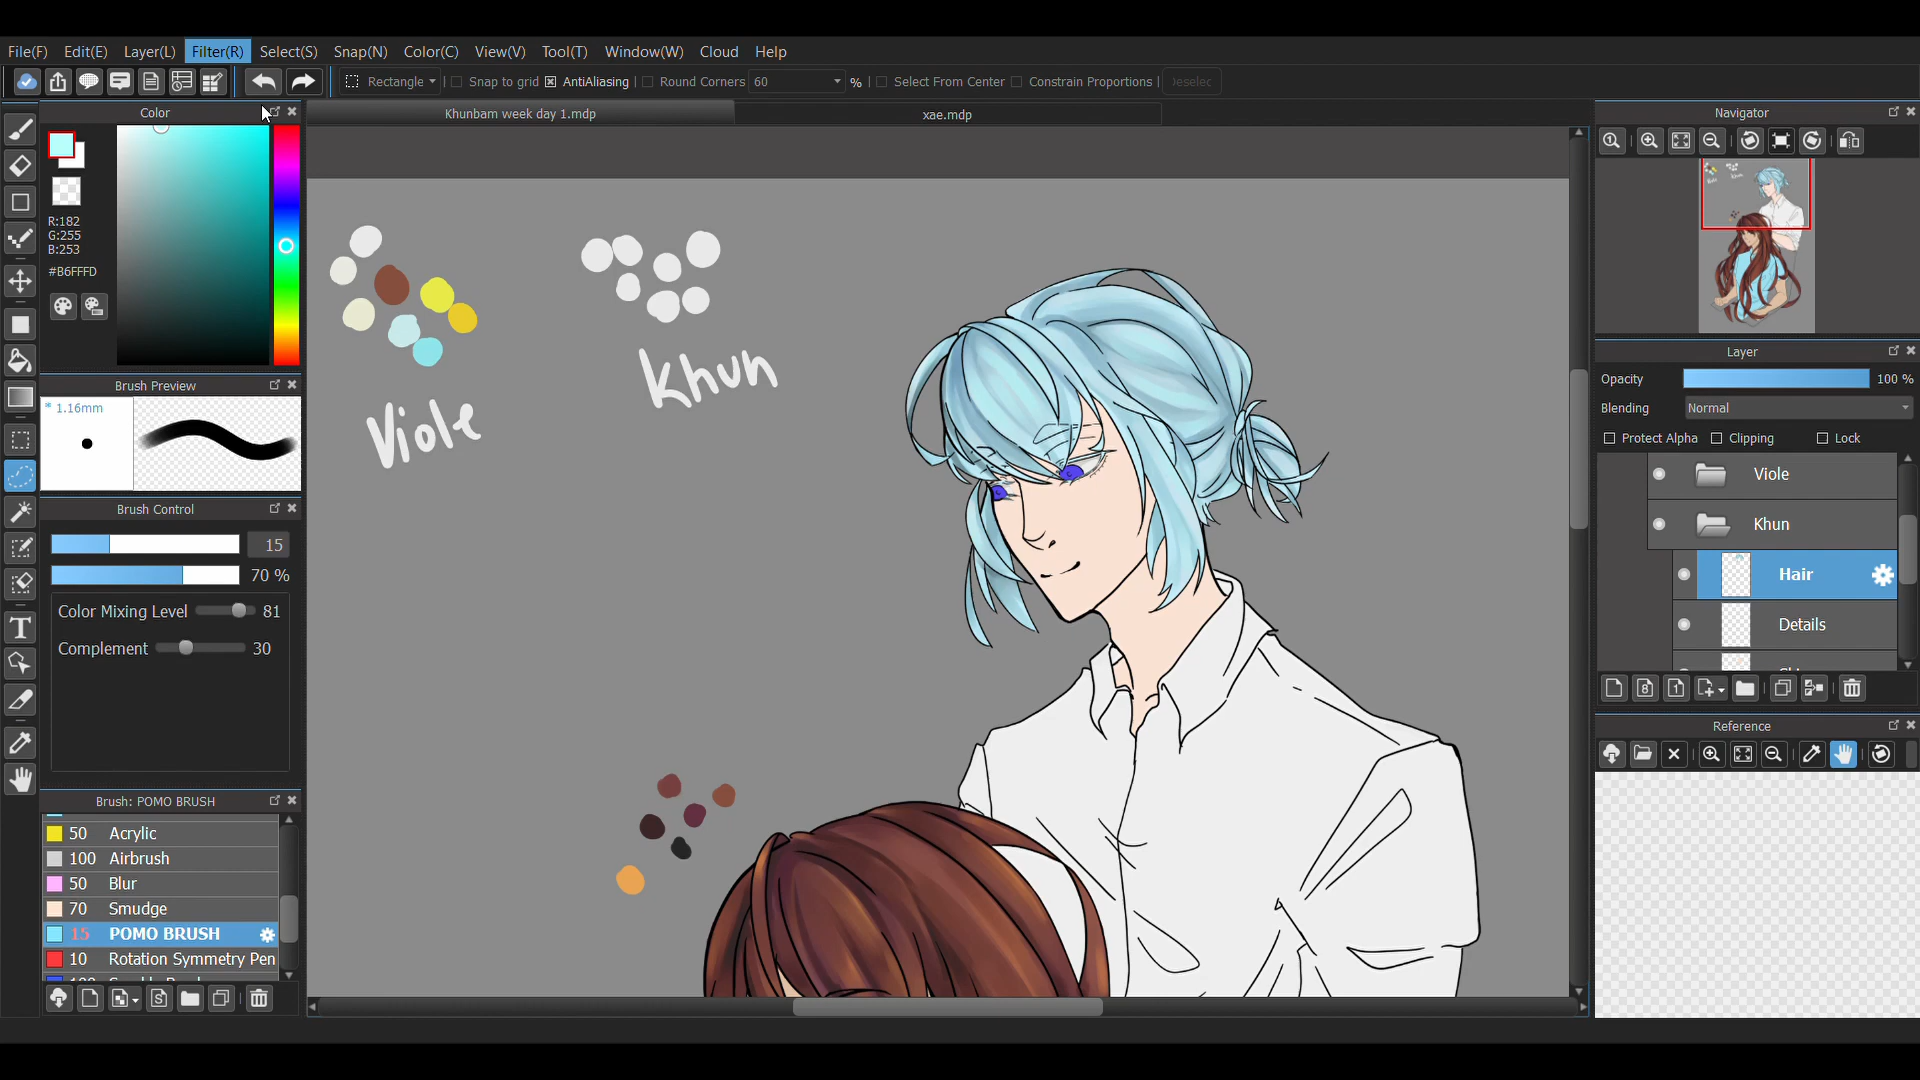 File(F) Edit(E) Layer(L) Filter(R) Select(S) Snap(N) Color(C) View(V) Tool(T) Window(W) Cloud Help
Rectangle Snap to grid AntiAliasing Round Corners 60 % Select From Center Constrain Proportions Deselec
Color
Khunbam week day 1.mdp
xae.mdp
Navigator
R:182
G:255
B:253
#B6FFFD
Brush Preview
* 1.16mm
Brush Control
15
70 %
Color Mixing Level 81
Complement 30
Brush: POMO BRUSH
50 Acrylic
100 Airbrush
50 Blur
70 Smudge
15 POMO BRUSH
10 Rotation Symmetry Pen
Viole
Khun
Layer
Opacity 100 %
Blending Normal
Protect Alpha Clipping Lock
Viole
Khun
Hair
Details
8
1
Reference